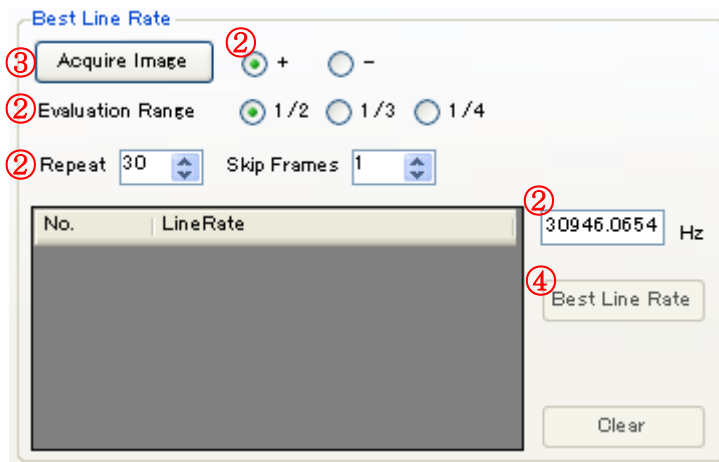 Best Line Rate
③ Acquire Image ② + -
② Evaluation Range 1/2 1/3 1/4
② Repeat 30 Skip Frames 1
No. LineRate
② 30946.0654 Hz
④ Best Line Rate
Clear